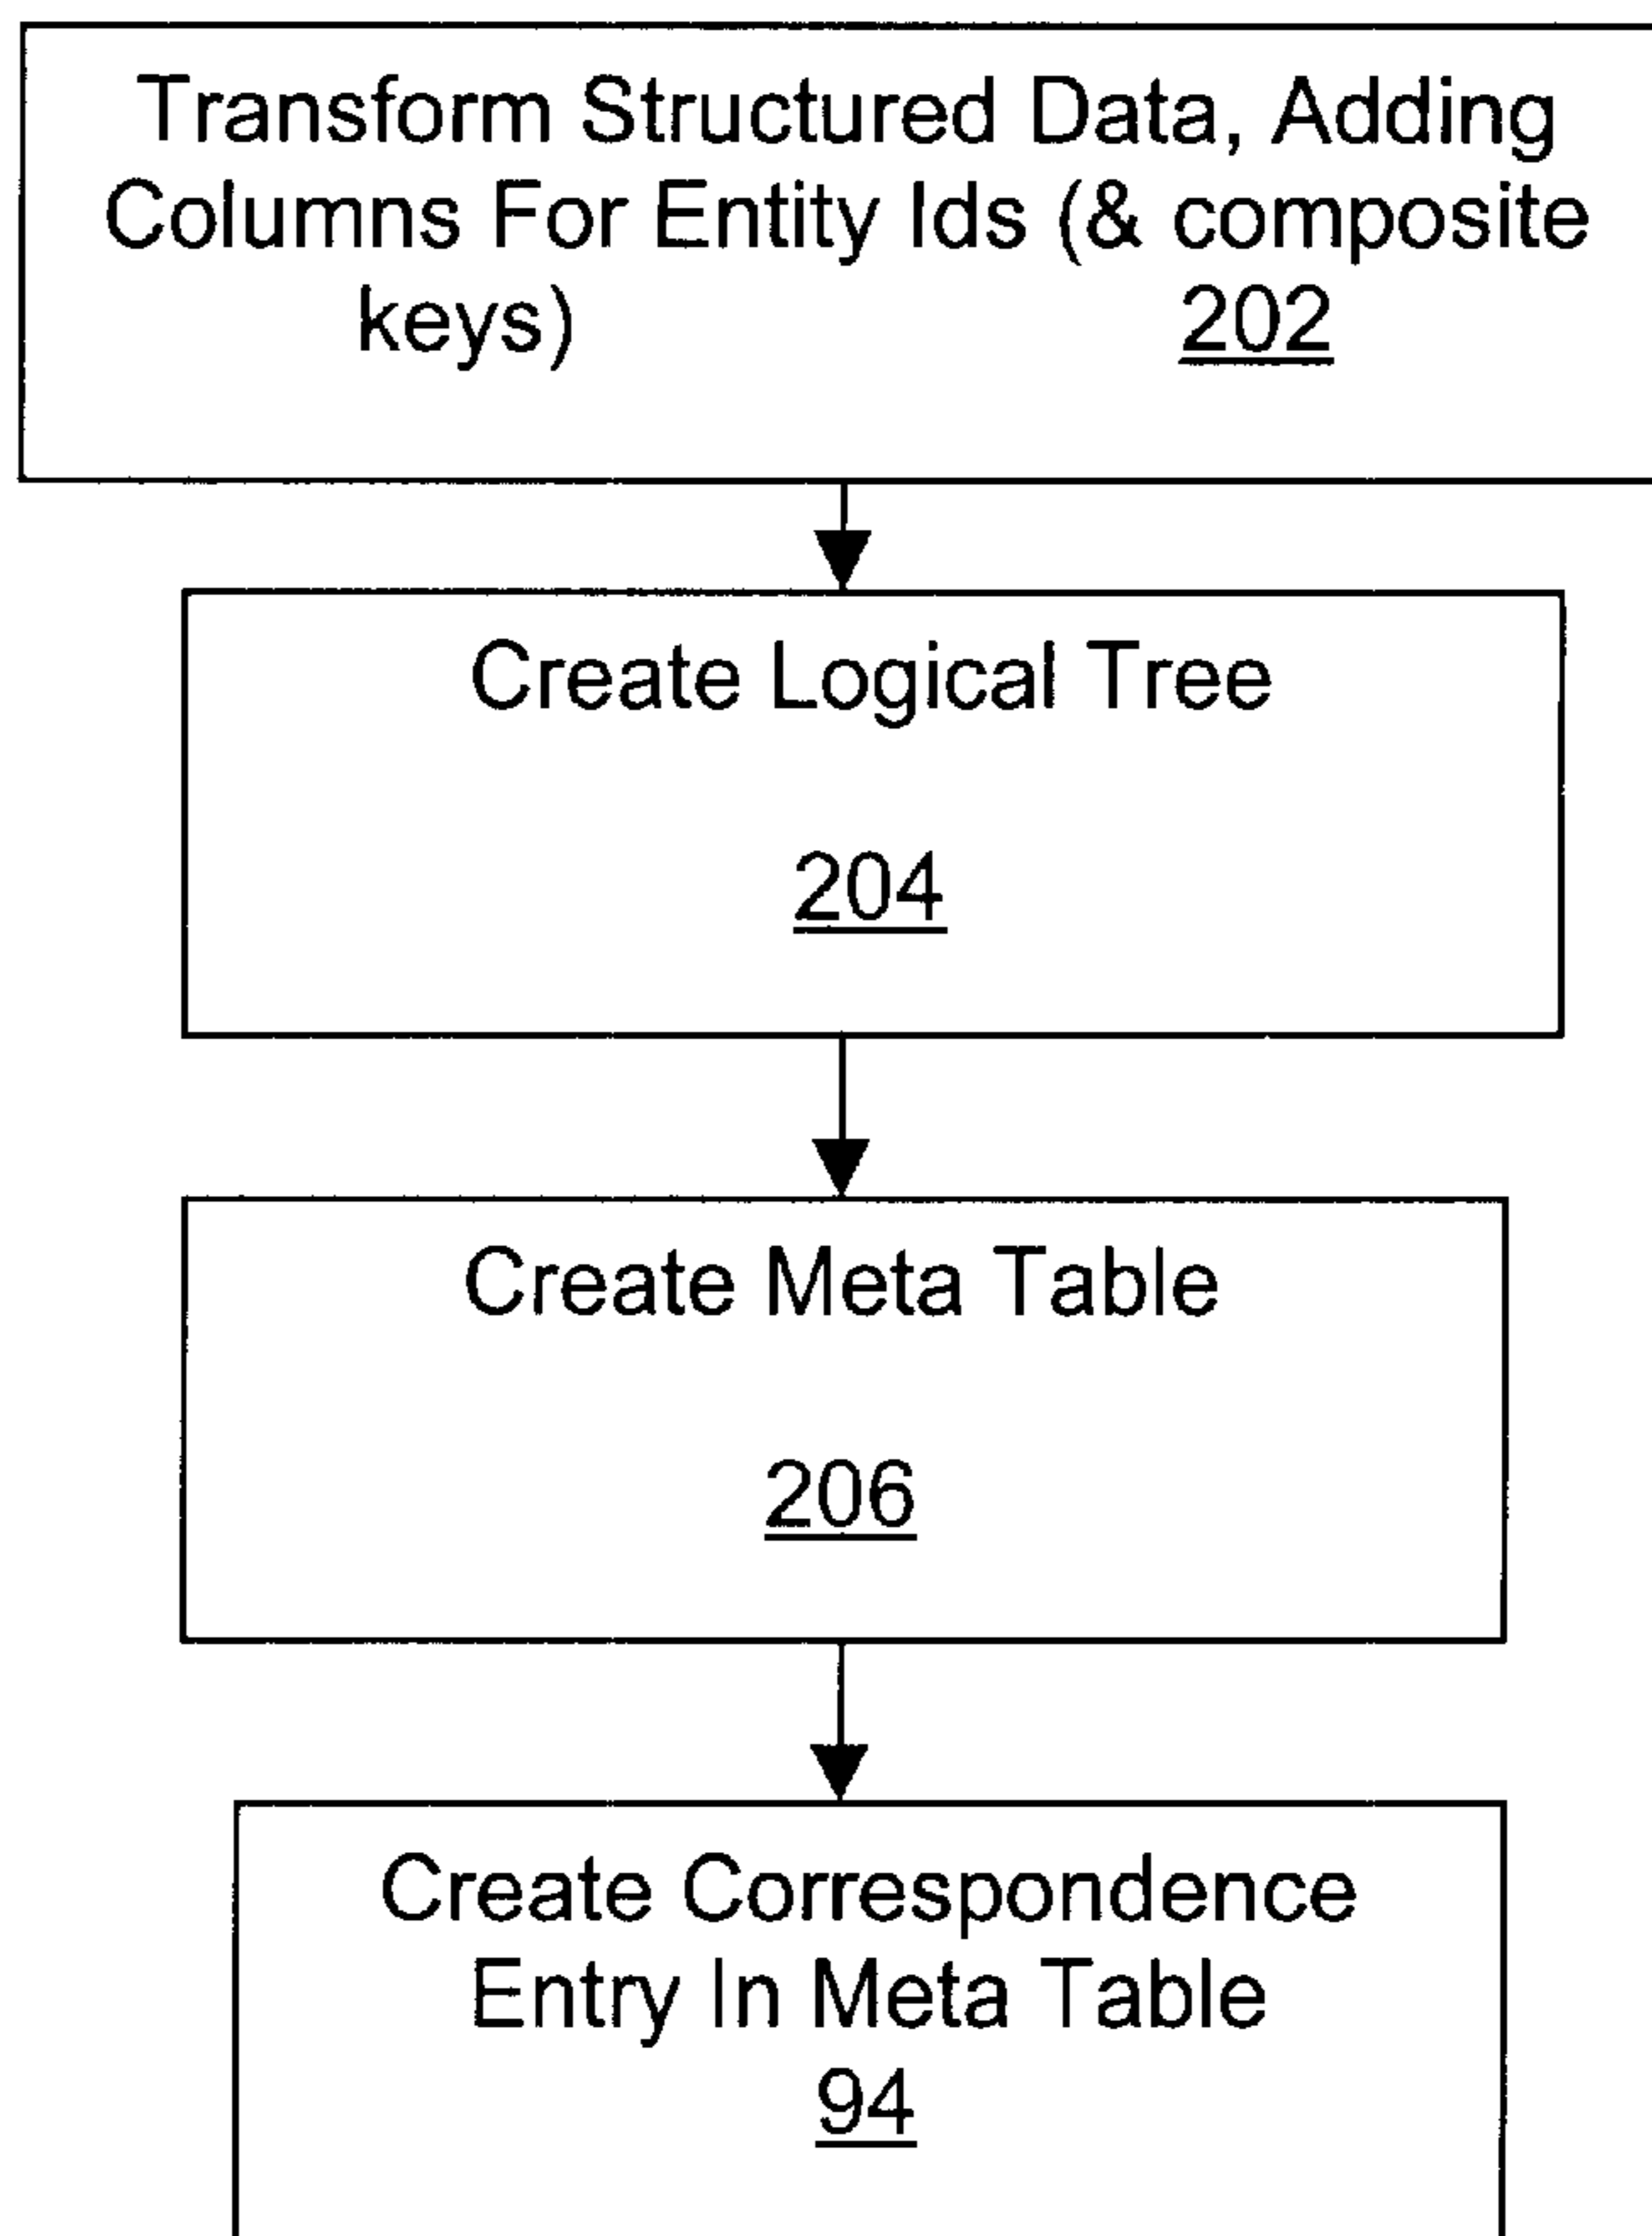 Transform Structured Data, Adding
Columns For Entity Ids (& composite
keys) 202
Create Logical Tree
204
Create Meta Table
206
Create Correspondence
Entry In Meta Table
94